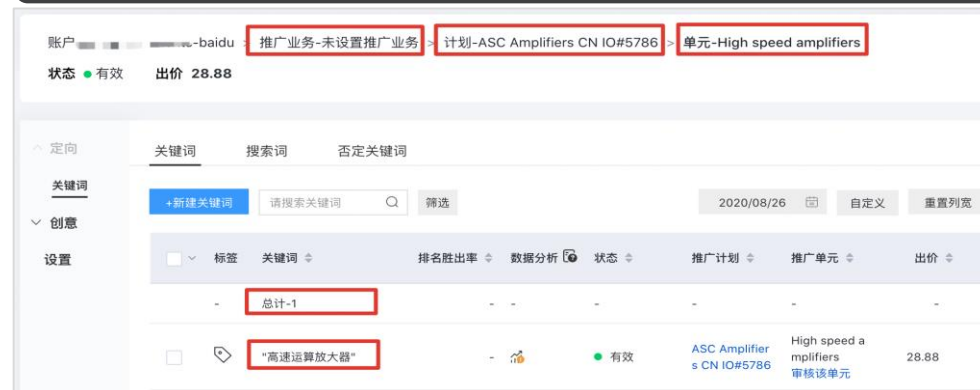 账户 -baidu > 推广业务-未设置推广业务 > 计划-ASC Amplifiers CN IO#5786 > 单元-High speed amplifiers
状态 有效 出价 28.88
定向
关键词 搜索词 否定关键词
关键词
+新建关键词 请搜索关键词 筛选 2020/08/26 自定义 重置列宽
创意
设置
标签 关键词 排名胜出率 数据分析 状态 推广计划 推广单元 出价
- 总计-1 - - - - - -
"高速运算放大器" - 有效 ASC Amplifier
s CN IO#5786
High speed a
mplifiers
审核该单元
28.88